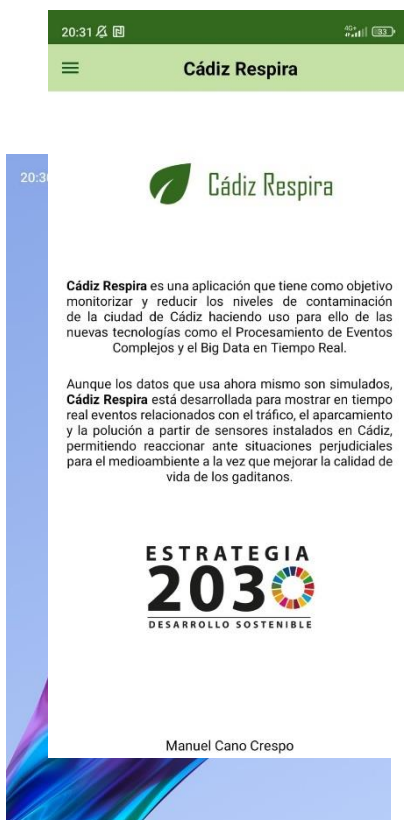 20:31
4G+
33
Cádiz Respira
20:3
Cádiz Respira
Cádiz Respira es una aplicación que tiene como objetivo
monitorizar y reducir los niveles de contaminación
de la ciudad de Cádiz haciendo uso para ello de las
nuevas tecnologías como el Procesamiento de Eventos
Complejos y el Big Data en Tiempo Real.
Aunque los datos que usa ahora mismo son simulados,
Cádiz Respira está desarrollada para mostrar en tiempo
real eventos relacionados con el tráfico, el aparcamiento
y la polución a partir de sensores instalados en Cádiz,
permitiendo reaccionar ante situaciones perjudiciales
para el medioambiente a la vez que mejorar la calidad de
vida de los gaditanos.
ESTRATEGIA
2030
DESARROLLO SOSTENIBLE
Manuel Cano Crespo